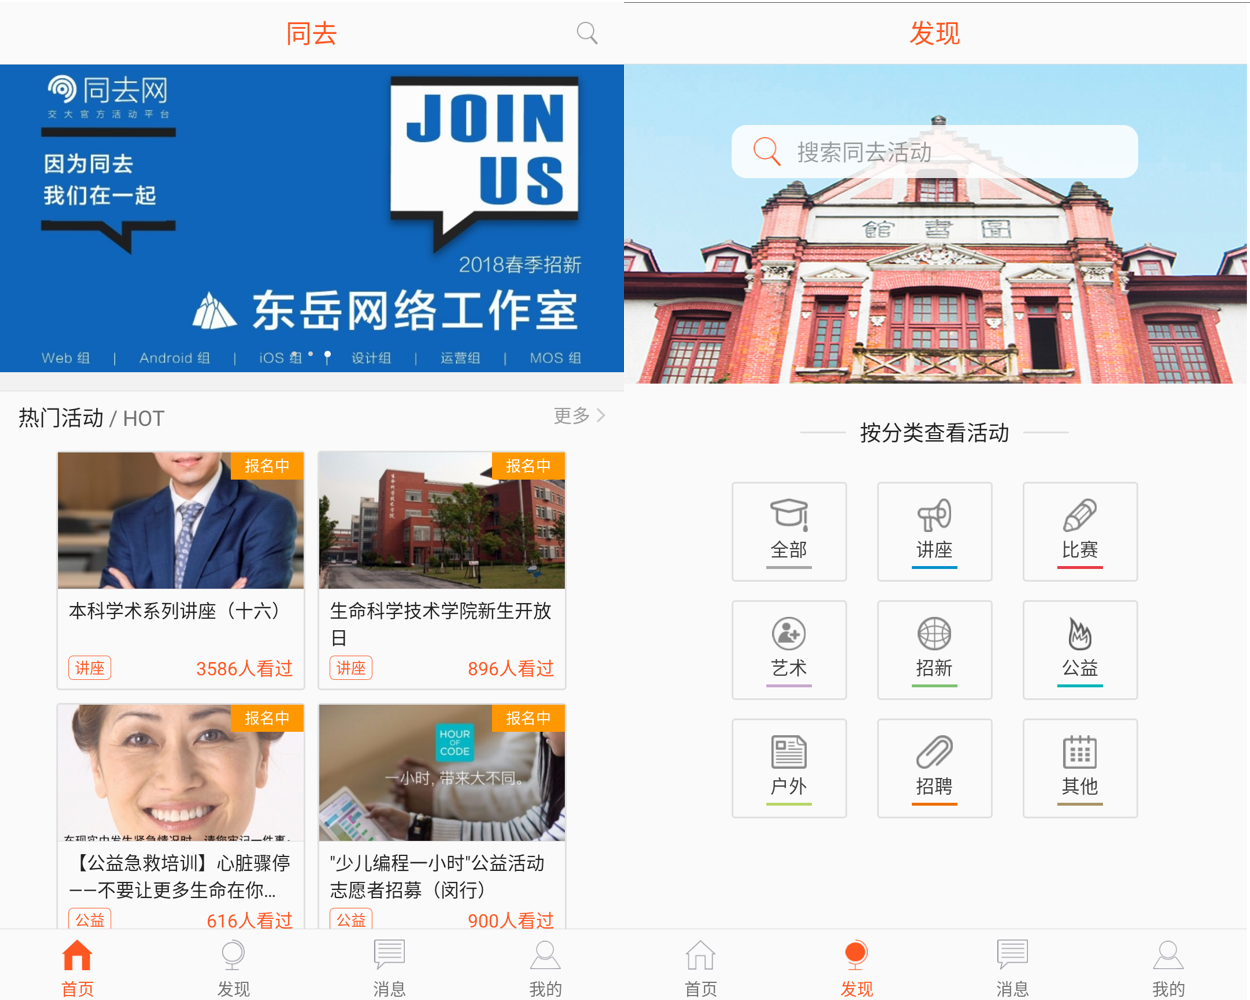 同去
同去网
交大官方活动平台
因为同去
我们在一起
JOIN
US
2018春季招新
东岳网络工作室
Web 组 | Android 组 | iOS 组 | 设计组 | 运营组 | MOS 组
热门活动 / HOT
更多
报名中
本科学术系列讲座（十六）
讲座
3586人看过
报名中
生命科学技术学院新生开放
日
讲座
896人看过
报名中
在现实中发生紧急情况时，请您牢记一件事：
【公益急救培训】心脏骤停
——不要让更多生命在你...
公益
616人看过
报名中
HOUR
OF
CODE
一小时，带来大不同。
"少儿编程一小时"公益活动
志愿者招募（闵行）
公益
900人看过
首页
发现
消息
我的
发现
搜索同去活动
館書圖
按分类查看活动
全部
讲座
比赛
艺术
招新
公益
户外
招聘
其他
首页
发现
消息
我的